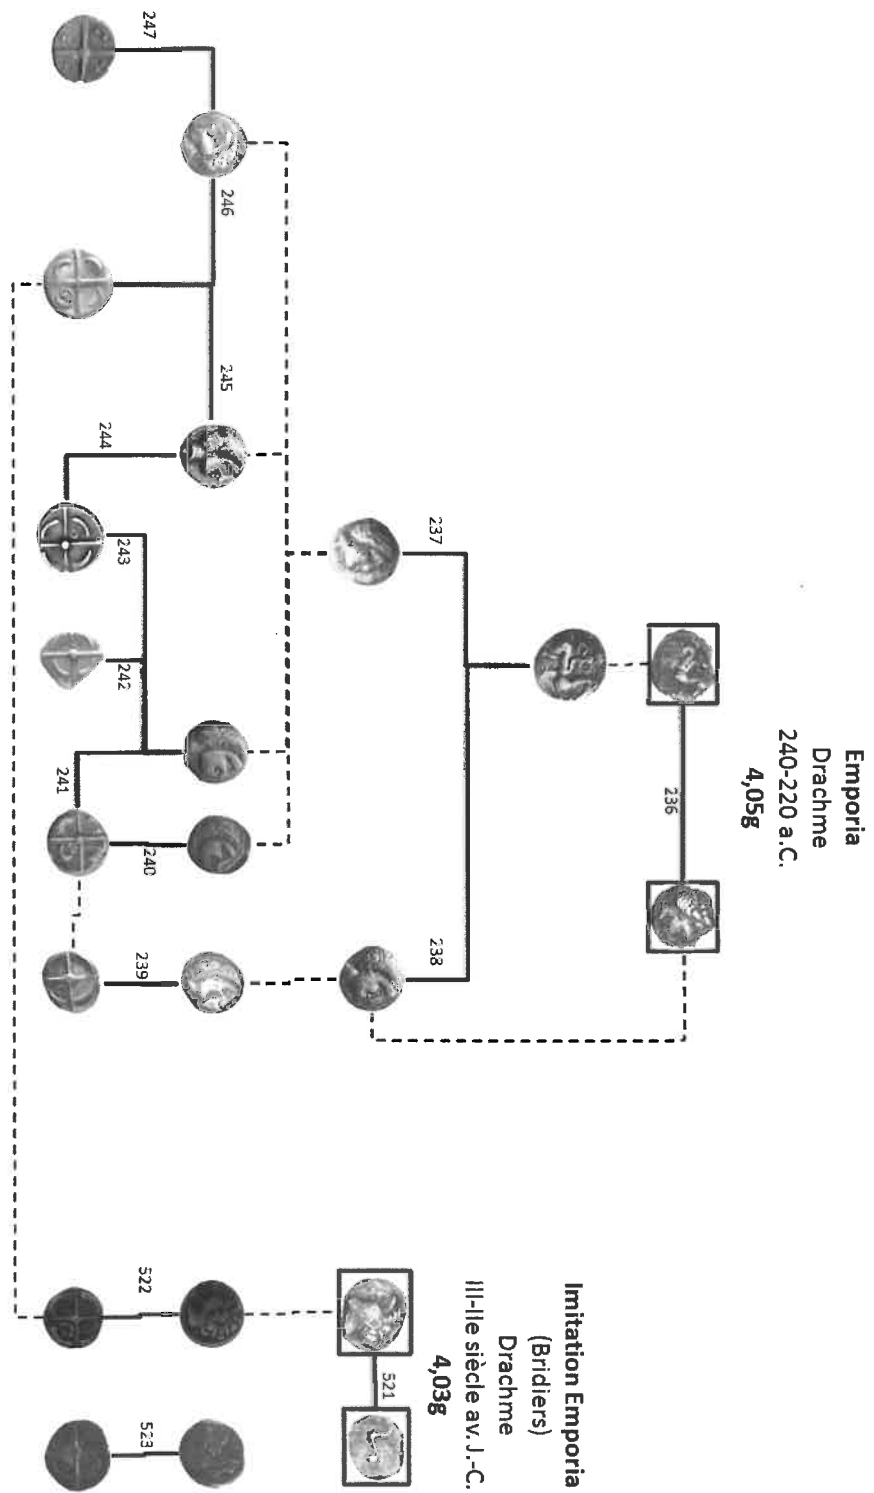 Emporia
Drachme
240-220 a.C.
4,05g
236
237
238
239
240
241
242
243
244
245
246
247
Imitation Emporia
(Bridiers)
Drachme
III-IIe siècle av. J.-C.
4,03g
521
522
523